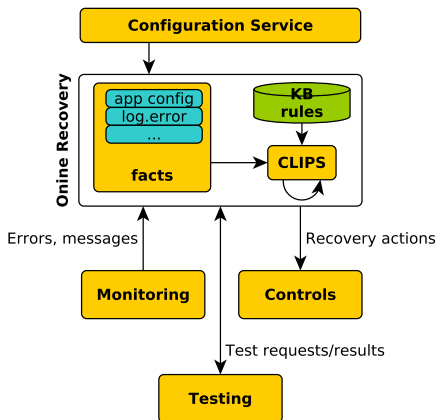 Configuration Service
Onine Recovery
app config
log.error
...
facts
KB
rules
CLIPS
Errors, messages
Recovery actions
Monitoring
Controls
Test requests/results
Testing